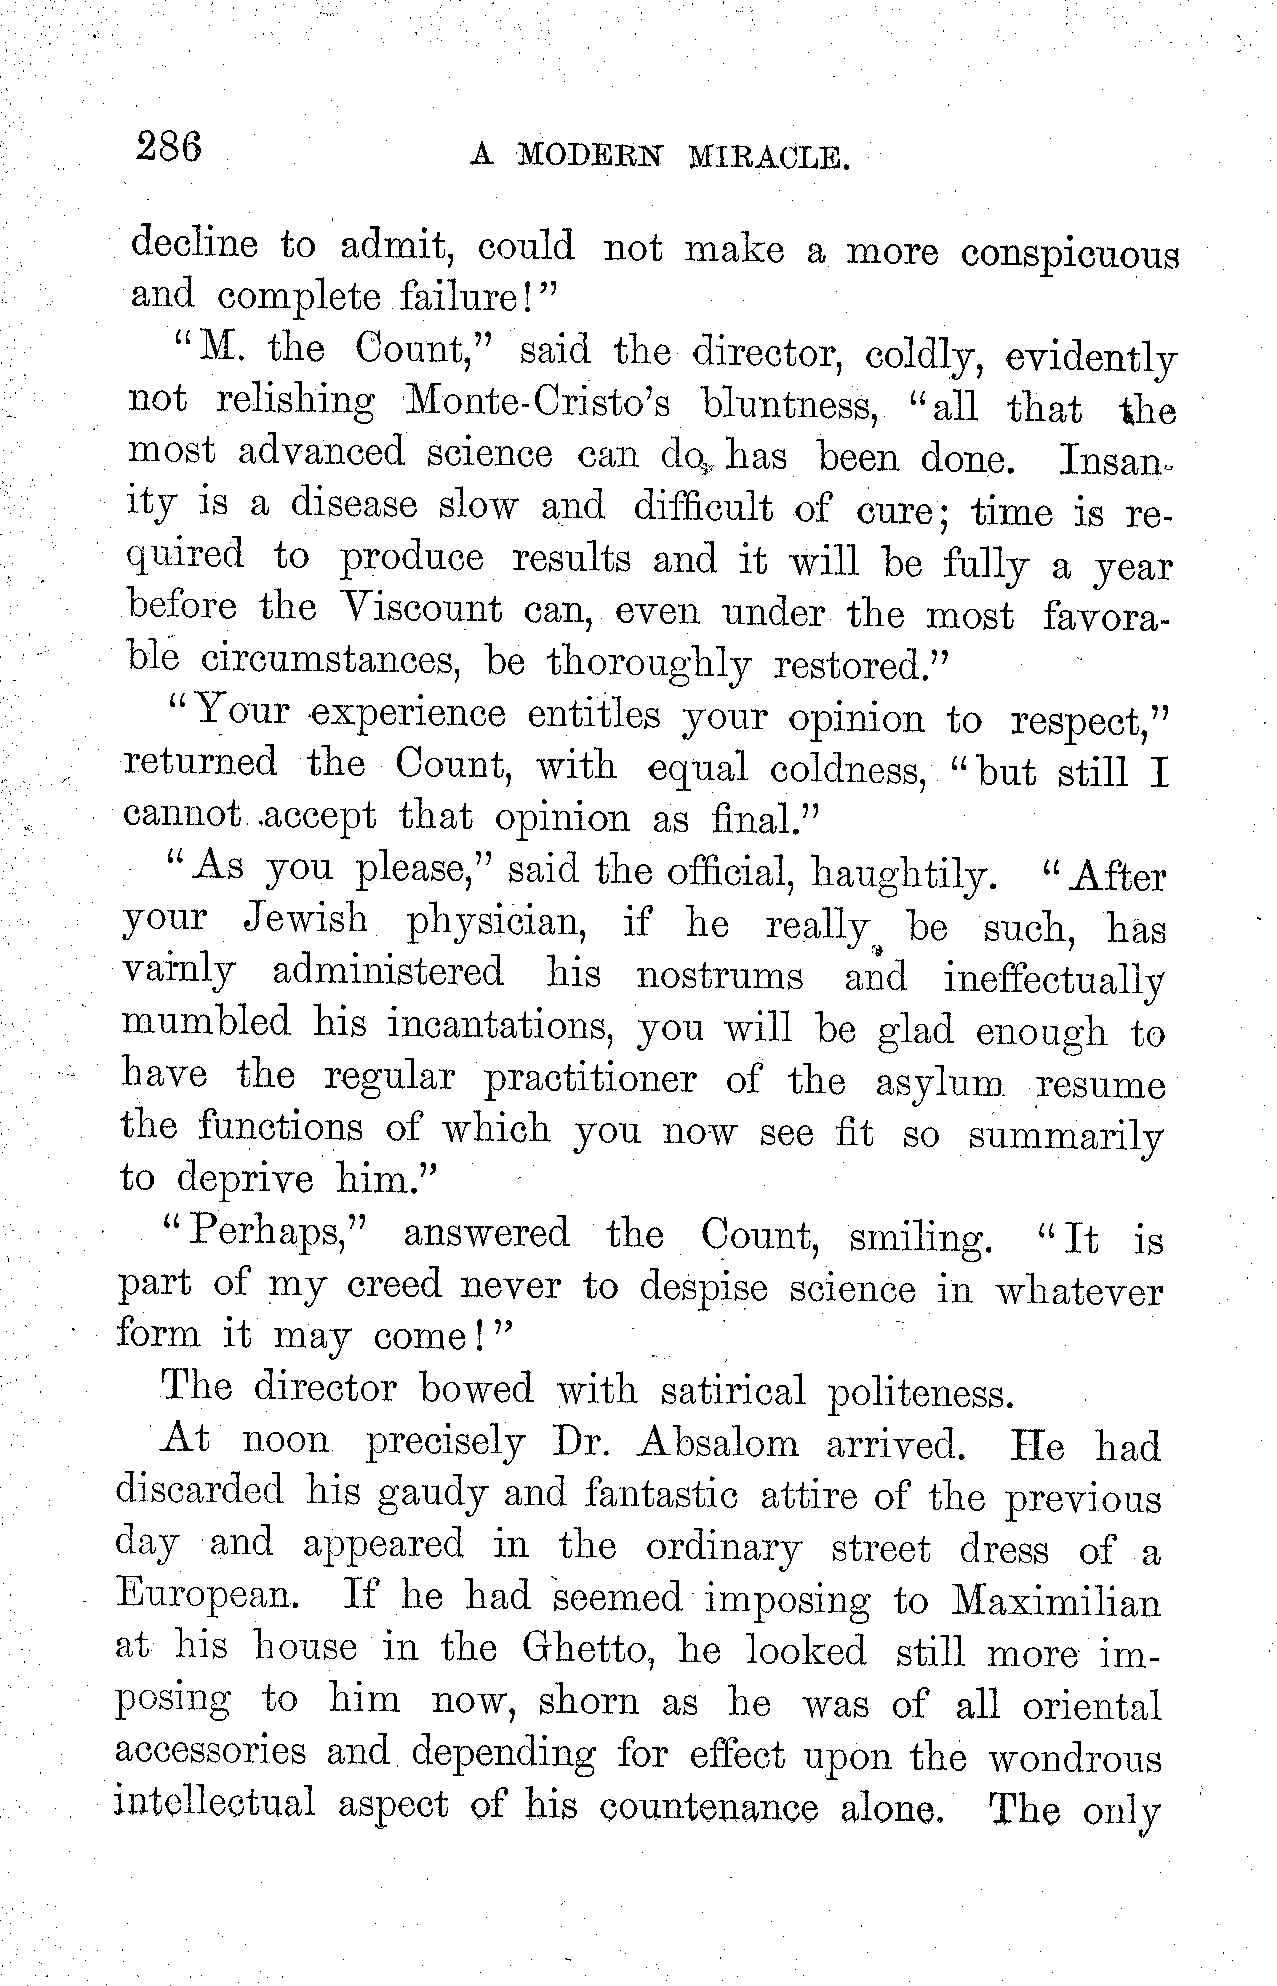 286
A MODERN MIRACLE.
decline to admit, could not make a more conspicuous
and complete failure!"
"M. the Count," said the director, coldly, evidently
not relishing Monte-Cristo's bluntness, "all that the
most advanced science can do, has been done. Insan-
ity is a disease slow and difficult of cure; time is re-
quired to produce results and it will be fully a year
before the Viscount can, even under the most favora-
ble circumstances, be thoroughly restored."
"Your experience entitles your opinion to respect,"
returned the Count, with equal coldness, "but still I
cannot accept that opinion as final."
"As you please," said the official, haughtily. "After
your Jewish physician, if he really be such, has
vainly administered his nostrums and ineffectually
mumbled his incantations, you will be glad enough to
have the regular practitioner of the asylum resume
the functions of which you now see fit so summarily
to deprive him."
"Perhaps," answered the Count, smiling. "It is
part of my creed never to despise science in whatever
form it may come!"
The director bowed with satirical politeness.
At noon precisely Dr. Absalom arrived. He had
discarded his gaudy and fantastic attire of the previous
day and appeared in the ordinary street dress of a
European. If he had seemed imposing to Maximilian
at his house in the Ghetto, he looked still more im-
posing to him now, shorn as he was of all oriental
accessories and depending for effect upon the wondrous
intellectual aspect of his countenance alone. The only